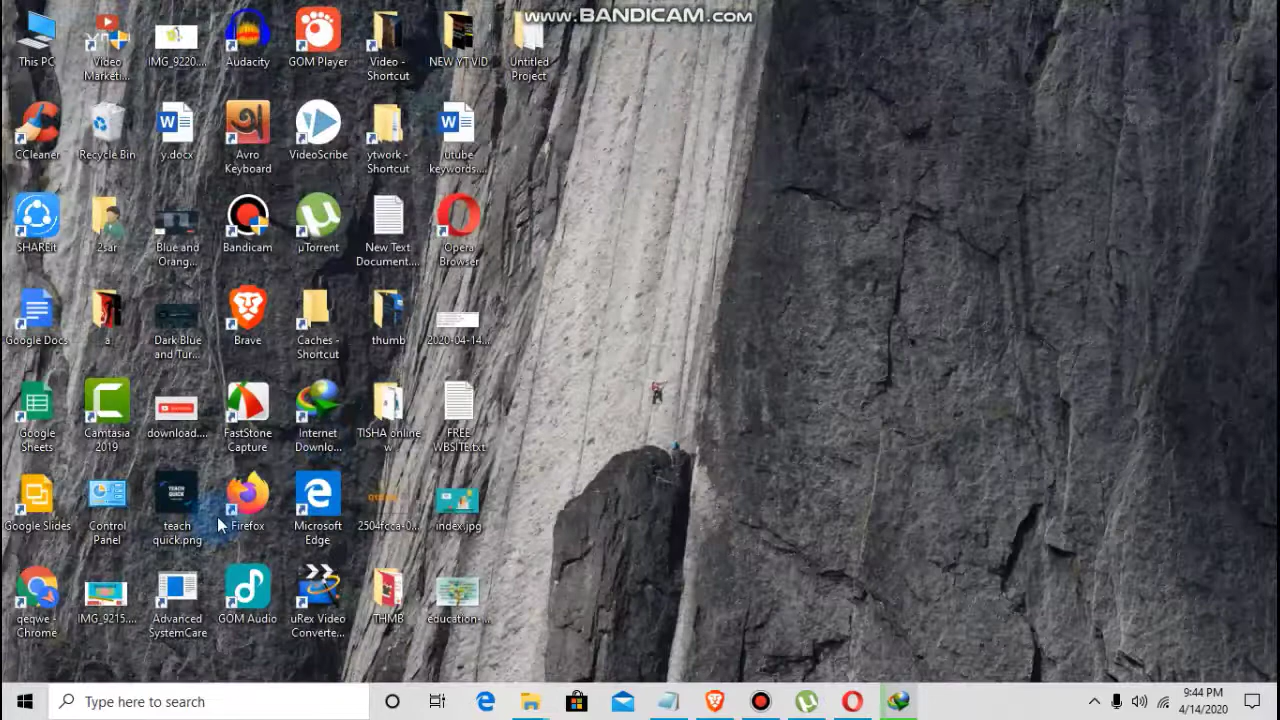 www.BANDICAM.com
This PC
Video
Marketi...
IMG_9220....
Audacity
GOM Player
Video -
Shortcut
NEW YT VID
Untitled
Project
CCleaner
Recycle Bin
y.docx
Avro
Keyboard
VideoScribe
ytwork -
Shortcut
utube
keywords....
SHAREit
2sar
Blue and
Orang...
Bandicam
µTorrent
New Text
Document....
Opera
Browser
Google Docs
a
Dark Blue
and Tur...
Brave
Caches -
Shortcut
thumb
2020-04-14...
Google
Sheets
Camtasia
2019
download....
FastStone
Capture
Internet
Downlo...
TISHA online
w
FREE
WBSITE.txt
Google Slides
Control
Panel
TEACH
QUICK
teach
quick.png
Firefox
Microsoft
Edge
2504fcca-0...
index.jpg
qeqwe -
Chrome
IMG_9215....
Advanced
SystemCare
GOM Audio
uRex Video
Converte...
THMB
education-...
Type here to search
9:44 PM
4/14/2020